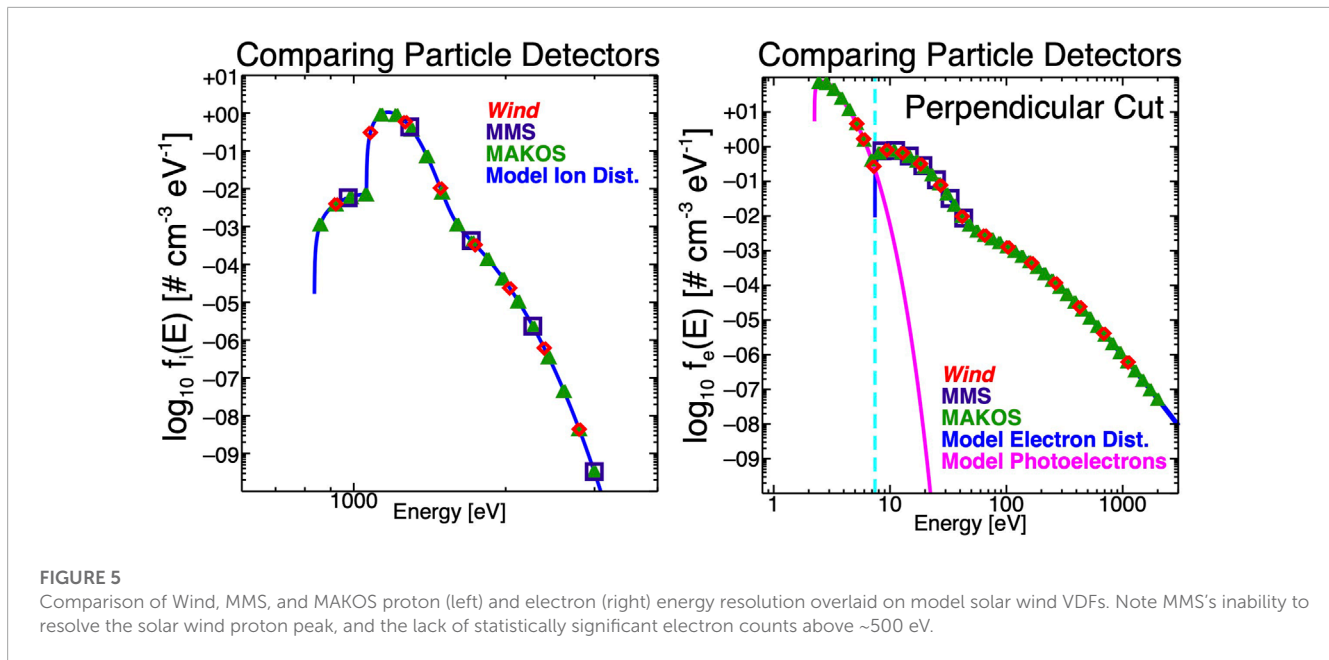 Comparing Particle Detectors
+01
+00
−01
−02
−03
−04
−05
−06
−07
−08
−09
log₁₀ fᵢ(E) [# cm⁻³ eV⁻¹]
Wind
MMS
MAKOS
Model Ion Dist.
1000
Energy [eV]
Comparing Particle Detectors
Perpendicular Cut
+01
+00
−01
−02
−03
−04
−05
−06
−07
−08
−09
log₁₀ fₑ(E) [# cm⁻³ eV⁻¹]
Wind
MMS
MAKOS
Model Electron Dist.
Model Photoelectrons
1 10 100 1000
Energy [eV]
FIGURE 5
Comparison of Wind, MMS, and MAKOS proton (left) and electron (right) energy resolution overlaid on model solar wind VDFs. Note MMS's inability to
resolve the solar wind proton peak, and the lack of statistically significant electron counts above ~500 eV.